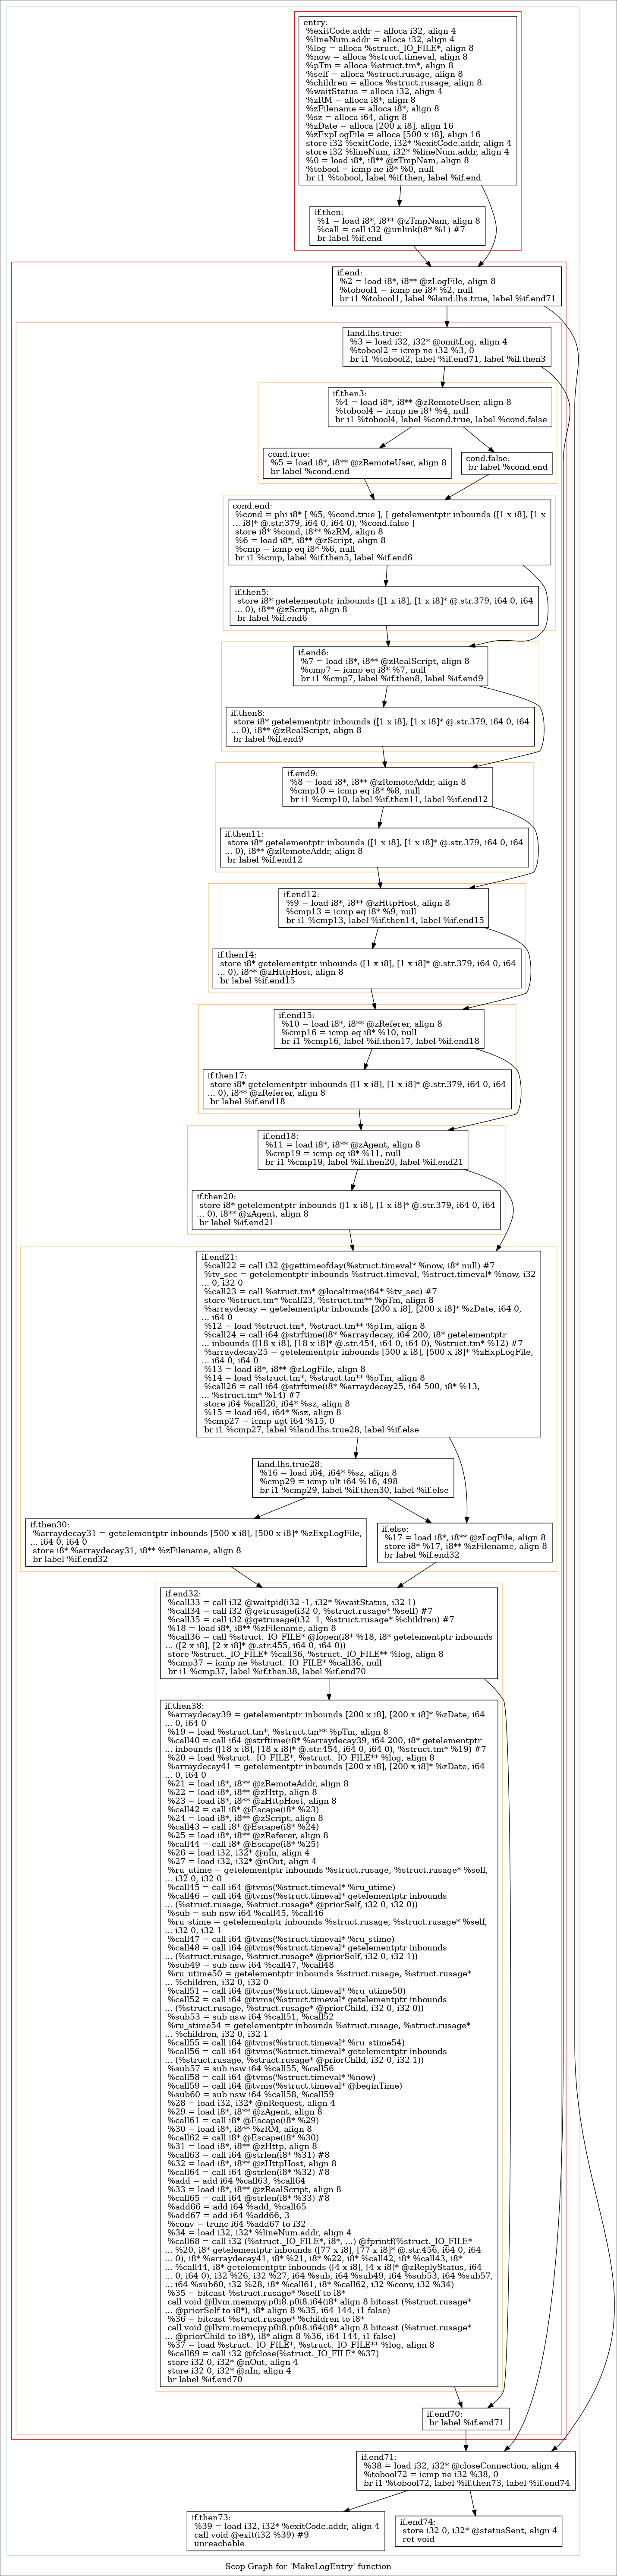 entry:
%exitCode.addr = alloca i32, align 4
%lineNum.addr = alloca i32, align 4
%log = alloca %struct._IO_FILE*, align 8
%now = alloca %struct.timeval, align 8
%pTm = alloca %struct.tm*, align 8
%self = alloca %struct.rusage, align 8
%children = alloca %struct.rusage, align 8
%waitStatus = alloca i32, align 4
%zRM = alloca i8*, align 8
%zFilename = alloca i8*, align 8
%sz = alloca i64, align 8
%zDate = alloca [200 x i8], align 16
%zExpLogFile = alloca [500 x i8], align 16
store i32 %exitCode, i32* %exitCode.addr, align 4
store i32 %lineNum, i32* %lineNum.addr, align 4
%0 = load i8*, i8** @zTmpNam, align 8
%tobool = icmp ne i8* %0, null
br i1 %tobool, label %if.then, label %if.end
if.then:
%1 = load i8*, i8** @zTmpNam, align 8
%call = call i32 @unlink(i8* %1) #7
br label %if.end
if.end:
%2 = load i8*, i8** @zLogFile, align 8
%tobool1 = icmp ne i8* %2, null
br i1 %tobool1, label %land.lhs.true, label %if.end71
land.lhs.true:
%3 = load i32, i32* @omitLog, align 4
%tobool2 = icmp ne i32 %3, 0
br i1 %tobool2, label %if.end71, label %if.then3
if.then3:
%4 = load i8*, i8** @zRemoteUser, align 8
%tobool4 = icmp ne i8* %4, null
br i1 %tobool4, label %cond.true, label %cond.false
cond.true:
%5 = load i8*, i8** @zRemoteUser, align 8
br label %cond.end
cond.false:
br label %cond.end
cond.end:
%cond = phi i8* [ %5, %cond.true ], [ getelementptr inbounds ([1 x i8], [1 x
... i8]* @.str.379, i64 0, i64 0), %cond.false ]
store i8* %cond, i8** %zRM, align 8
%6 = load i8*, i8** @zScript, align 8
%cmp = icmp eq i8* %6, null
br i1 %cmp, label %if.then5, label %if.end6
if.then5:
store i8* getelementptr inbounds ([1 x i8], [1 x i8]* @.str.379, i64 0, i64
... 0), i8** @zScript, align 8
br label %if.end6
if.end6:
%7 = load i8*, i8** @zRealScript, align 8
%cmp7 = icmp eq i8* %7, null
br i1 %cmp7, label %if.then8, label %if.end9
if.then8:
store i8* getelementptr inbounds ([1 x i8], [1 x i8]* @.str.379, i64 0, i64
... 0), i8** @zRealScript, align 8
br label %if.end9
if.end9:
%8 = load i8*, i8** @zRemoteAddr, align 8
%cmp10 = icmp eq i8* %8, null
br i1 %cmp10, label %if.then11, label %if.end12
if.then11:
store i8* getelementptr inbounds ([1 x i8], [1 x i8]* @.str.379, i64 0, i64
... 0), i8** @zRemoteAddr, align 8
br label %if.end12
if.end12:
%9 = load i8*, i8** @zHttpHost, align 8
%cmp13 = icmp eq i8* %9, null
br i1 %cmp13, label %if.then14, label %if.end15
if.then14:
store i8* getelementptr inbounds ([1 x i8], [1 x i8]* @.str.379, i64 0, i64
... 0), i8** @zHttpHost, align 8
br label %if.end15
if.end15:
%10 = load i8*, i8** @zReferer, align 8
%cmp16 = icmp eq i8* %10, null
br i1 %cmp16, label %if.then17, label %if.end18
if.then17:
store i8* getelementptr inbounds ([1 x i8], [1 x i8]* @.str.379, i64 0, i64
... 0), i8** @zReferer, align 8
br label %if.end18
if.end18:
%11 = load i8*, i8** @zAgent, align 8
%cmp19 = icmp eq i8* %11, null
br i1 %cmp19, label %if.then20, label %if.end21
if.then20:
store i8* getelementptr inbounds ([1 x i8], [1 x i8]* @.str.379, i64 0, i64
... 0), i8** @zAgent, align 8
br label %if.end21
if.end21:
%call22 = call i32 @gettimeofday(%struct.timeval* %now, i8* null) #7
%tv_sec = getelementptr inbounds %struct.timeval, %struct.timeval* %now, i32
... 0, i32 0
%call23 = call %struct.tm* @localtime(i64* %tv_sec) #7
store %struct.tm* %call23, %struct.tm** %pTm, align 8
%arraydecay = getelementptr inbounds [200 x i8], [200 x i8]* %zDate, i64 0,
... i64 0
%12 = load %struct.tm*, %struct.tm** %pTm, align 8
%call24 = call i64 @strftime(i8* %arraydecay, i64 200, i8* getelementptr
... inbounds ([18 x i8], [18 x i8]* @.str.454, i64 0, i64 0), %struct.tm* %12) #7
%arraydecay25 = getelementptr inbounds [500 x i8], [500 x i8]* %zExpLogFile,
... i64 0, i64 0
%13 = load i8*, i8** @zLogFile, align 8
%14 = load %struct.tm*, %struct.tm** %pTm, align 8
%call26 = call i64 @strftime(i8* %arraydecay25, i64 500, i8* %13,
... %struct.tm* %14) #7
store i64 %call26, i64* %sz, align 8
%15 = load i64, i64* %sz, align 8
%cmp27 = icmp ugt i64 %15, 0
br i1 %cmp27, label %land.lhs.true28, label %if.else
land.lhs.true28:
%16 = load i64, i64* %sz, align 8
%cmp29 = icmp ult i64 %16, 498
br i1 %cmp29, label %if.then30, label %if.else
if.then30:
%arraydecay31 = getelementptr inbounds [500 x i8], [500 x i8]* %zExpLogFile,
... i64 0, i64 0
store i8* %arraydecay31, i8** %zFilename, align 8
br label %if.end32
if.else:
%17 = load i8*, i8** @zLogFile, align 8
store i8* %17, i8** %zFilename, align 8
br label %if.end32
if.end32:
%call33 = call i32 @waitpid(i32 -1, i32* %waitStatus, i32 1)
%call34 = call i32 @getrusage(i32 0, %struct.rusage* %self) #7
%call35 = call i32 @getrusage(i32 -1, %struct.rusage* %children) #7
%18 = load i8*, i8** %zFilename, align 8
%call36 = call %struct._IO_FILE* @fopen(i8* %18, i8* getelementptr inbounds
... ([2 x i8], [2 x i8]* @.str.455, i64 0, i64 0))
store %struct._IO_FILE* %call36, %struct._IO_FILE** %log, align 8
%cmp37 = icmp ne %struct._IO_FILE* %call36, null
br i1 %cmp37, label %if.then38, label %if.end70
if.then38:
%arraydecay39 = getelementptr inbounds [200 x i8], [200 x i8]* %zDate, i64
... 0, i64 0
%19 = load %struct.tm*, %struct.tm** %pTm, align 8
%call40 = call i64 @strftime(i8* %arraydecay39, i64 200, i8* getelementptr
... inbounds ([18 x i8], [18 x i8]* @.str.454, i64 0, i64 0), %struct.tm* %19) #7
%20 = load %struct._IO_FILE*, %struct._IO_FILE** %log, align 8
%arraydecay41 = getelementptr inbounds [200 x i8], [200 x i8]* %zDate, i64
... 0, i64 0
%21 = load i8*, i8** @zRemoteAddr, align 8
%22 = load i8*, i8** @zHttp, align 8
%23 = load i8*, i8** @zHttpHost, align 8
%call42 = call i8* @Escape(i8* %23)
%24 = load i8*, i8** @zScript, align 8
%call43 = call i8* @Escape(i8* %24)
%25 = load i8*, i8** @zReferer, align 8
%call44 = call i8* @Escape(i8* %25)
%26 = load i32, i32* @nIn, align 4
%27 = load i32, i32* @nOut, align 4
%ru_utime = getelementptr inbounds %struct.rusage, %struct.rusage* %self,
... i32 0, i32 0
%call45 = call i64 @tvms(%struct.timeval* %ru_utime)
%call46 = call i64 @tvms(%struct.timeval* getelementptr inbounds
... (%struct.rusage, %struct.rusage* @priorSelf, i32 0, i32 0))
%sub = sub nsw i64 %call45, %call46
%ru_stime = getelementptr inbounds %struct.rusage, %struct.rusage* %self,
... i32 0, i32 1
%call47 = call i64 @tvms(%struct.timeval* %ru_stime)
%call48 = call i64 @tvms(%struct.timeval* getelementptr inbounds
... (%struct.rusage, %struct.rusage* @priorSelf, i32 0, i32 1))
%sub49 = sub nsw i64 %call47, %call48
%ru_utime50 = getelementptr inbounds %struct.rusage, %struct.rusage*
... %children, i32 0, i32 0
%call51 = call i64 @tvms(%struct.timeval* %ru_utime50)
%call52 = call i64 @tvms(%struct.timeval* getelementptr inbounds
... (%struct.rusage, %struct.rusage* @priorChild, i32 0, i32 0))
%sub53 = sub nsw i64 %call51, %call52
%ru_stime54 = getelementptr inbounds %struct.rusage, %struct.rusage*
... %children, i32 0, i32 1
%call55 = call i64 @tvms(%struct.timeval* %ru_stime54)
%call56 = call i64 @tvms(%struct.timeval* getelementptr inbounds
... (%struct.rusage, %struct.rusage* @priorChild, i32 0, i32 1))
%sub57 = sub nsw i64 %call55, %call56
%call58 = call i64 @tvms(%struct.timeval* %now)
%call59 = call i64 @tvms(%struct.timeval* @beginTime)
%sub60 = sub nsw i64 %call58, %call59
%28 = load i32, i32* @nRequest, align 4
%29 = load i8*, i8** @zAgent, align 8
%call61 = call i8* @Escape(i8* %29)
%30 = load i8*, i8** %zRM, align 8
%call62 = call i8* @Escape(i8* %30)
%31 = load i8*, i8** @zHttp, align 8
%call63 = call i64 @strlen(i8* %31) #8
%32 = load i8*, i8** @zHttpHost, align 8
%call64 = call i64 @strlen(i8* %32) #8
%add = add i64 %call63, %call64
%33 = load i8*, i8** @zRealScript, align 8
%call65 = call i64 @strlen(i8* %33) #8
%add66 = add i64 %add, %call65
%add67 = add i64 %add66, 3
%conv = trunc i64 %add67 to i32
%34 = load i32, i32* %lineNum.addr, align 4
%call68 = call i32 (%struct._IO_FILE*, i8*, ...) @fprintf(%struct._IO_FILE*
... %20, i8* getelementptr inbounds ([77 x i8], [77 x i8]* @.str.456, i64 0, i64
... 0), i8* %arraydecay41, i8* %21, i8* %22, i8* %call42, i8* %call43, i8*
... %call44, i8* getelementptr inbounds ([4 x i8], [4 x i8]* @zReplyStatus, i64
... 0, i64 0), i32 %26, i32 %27, i64 %sub, i64 %sub49, i64 %sub53, i64 %sub57,
... i64 %sub60, i32 %28, i8* %call61, i8* %call62, i32 %conv, i32 %34)
%35 = bitcast %struct.rusage* %self to i8*
call void @llvm.memcpy.p0i8.p0i8.i64(i8* align 8 bitcast (%struct.rusage*
... @priorSelf to i8*), i8* align 8 %35, i64 144, i1 false)
%36 = bitcast %struct.rusage* %children to i8*
call void @llvm.memcpy.p0i8.p0i8.i64(i8* align 8 bitcast (%struct.rusage*
... @priorChild to i8*), i8* align 8 %36, i64 144, i1 false)
%37 = load %struct._IO_FILE*, %struct._IO_FILE** %log, align 8
%call69 = call i32 @fclose(%struct._IO_FILE* %37)
store i32 0, i32* @nOut, align 4
store i32 0, i32* @nIn, align 4
br label %if.end70
if.end70:
br label %if.end71
if.end71:
%38 = load i32, i32* @closeConnection, align 4
%tobool72 = icmp ne i32 %38, 0
br i1 %tobool72, label %if.then73, label %if.end74
if.then73:
%39 = load i32, i32* %exitCode.addr, align 4
call void @exit(i32 %39) #9
unreachable
if.end74:
store i32 0, i32* @statusSent, align 4
ret void
Scop Graph for 'MakeLogEntry' function